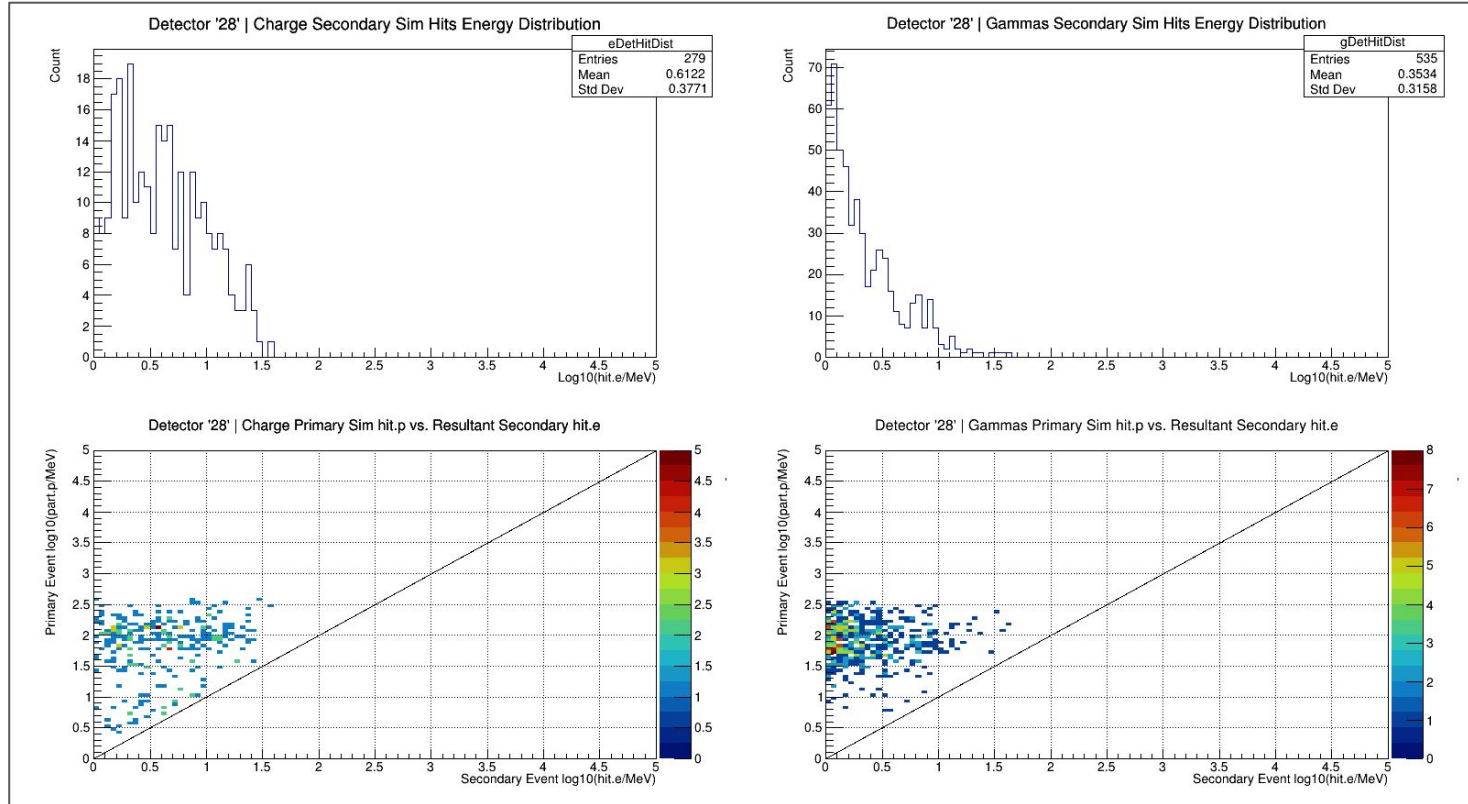 Detector '28' | Charge Secondary Sim Hits Energy Distribution
Count
eDetHitDist
Entries 279
Mean 0.6122
Std Dev 0.3771
18
16
14
12
10
8
6
4
2
0
0 0.5 1 1.5 2 2.5 3 3.5 4 4.5 5
Log10(hit.e/MeV)
Detector '28' | Gammas Secondary Sim Hits Energy Distribution
Count
gDetHitDist
Entries 535
Mean 0.3534
Std Dev 0.3158
70
60
50
40
30
20
10
0
0 0.5 1 1.5 2 2.5 3 3.5 4 4.5 5
Log10(hit.e/MeV)
Detector '28' | Charge Primary Sim hit.p vs. Resultant Secondary hit.e
Primary Event log10(part.p/MeV)
5
4.5
4
3.5
3
2.5
2
1.5
1
0.5
0
0 0.5 1 1.5 2 2.5 3 3.5 4 4.5 5
Secondary Event log10(hit.e/MeV)
5
4.5
4
3.5
3
2.5
2
1.5
1
0.5
0
Detector '28' | Gammas Primary Sim hit.p vs. Resultant Secondary hit.e
Primary Event log10(part.p/MeV)
5
4.5
4
3.5
3
2.5
2
1.5
1
0.5
0
0 0.5 1 1.5 2 2.5 3 3.5 4 4.5 5
Secondary Event log10(hit.e/MeV)
8
7
6
5
4
3
2
1
0